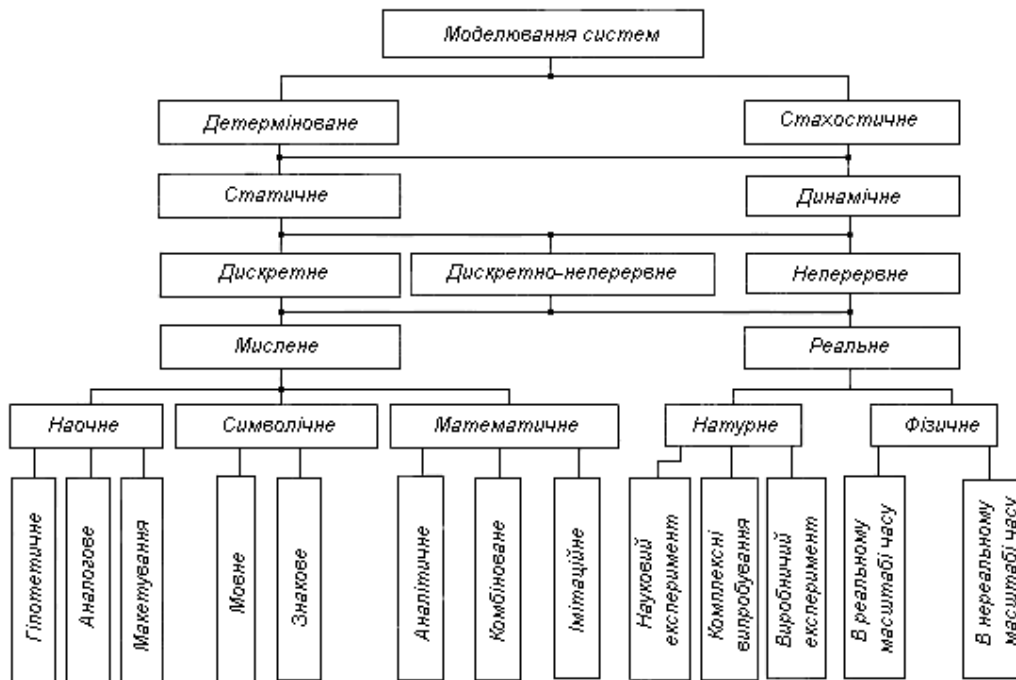 Моделювання систем
Детерміноване
Стахостичне
Статичне
Динамічне
Дискретне
Дискретно-неперервне
Неперервне
Мислене
Реальне
Наочне
Символічне
Математичне
Натурне
Фізичне
Гіпотетичне
Аналогове
Макетування
Мовне
Знакове
Аналітичне
Комбіноване
Імітаційне
Науковий
експеримент
Комплексні
випробування
Виробничий
експеримент
В реальному
масштабі часу
В нереальному
масштабі часу